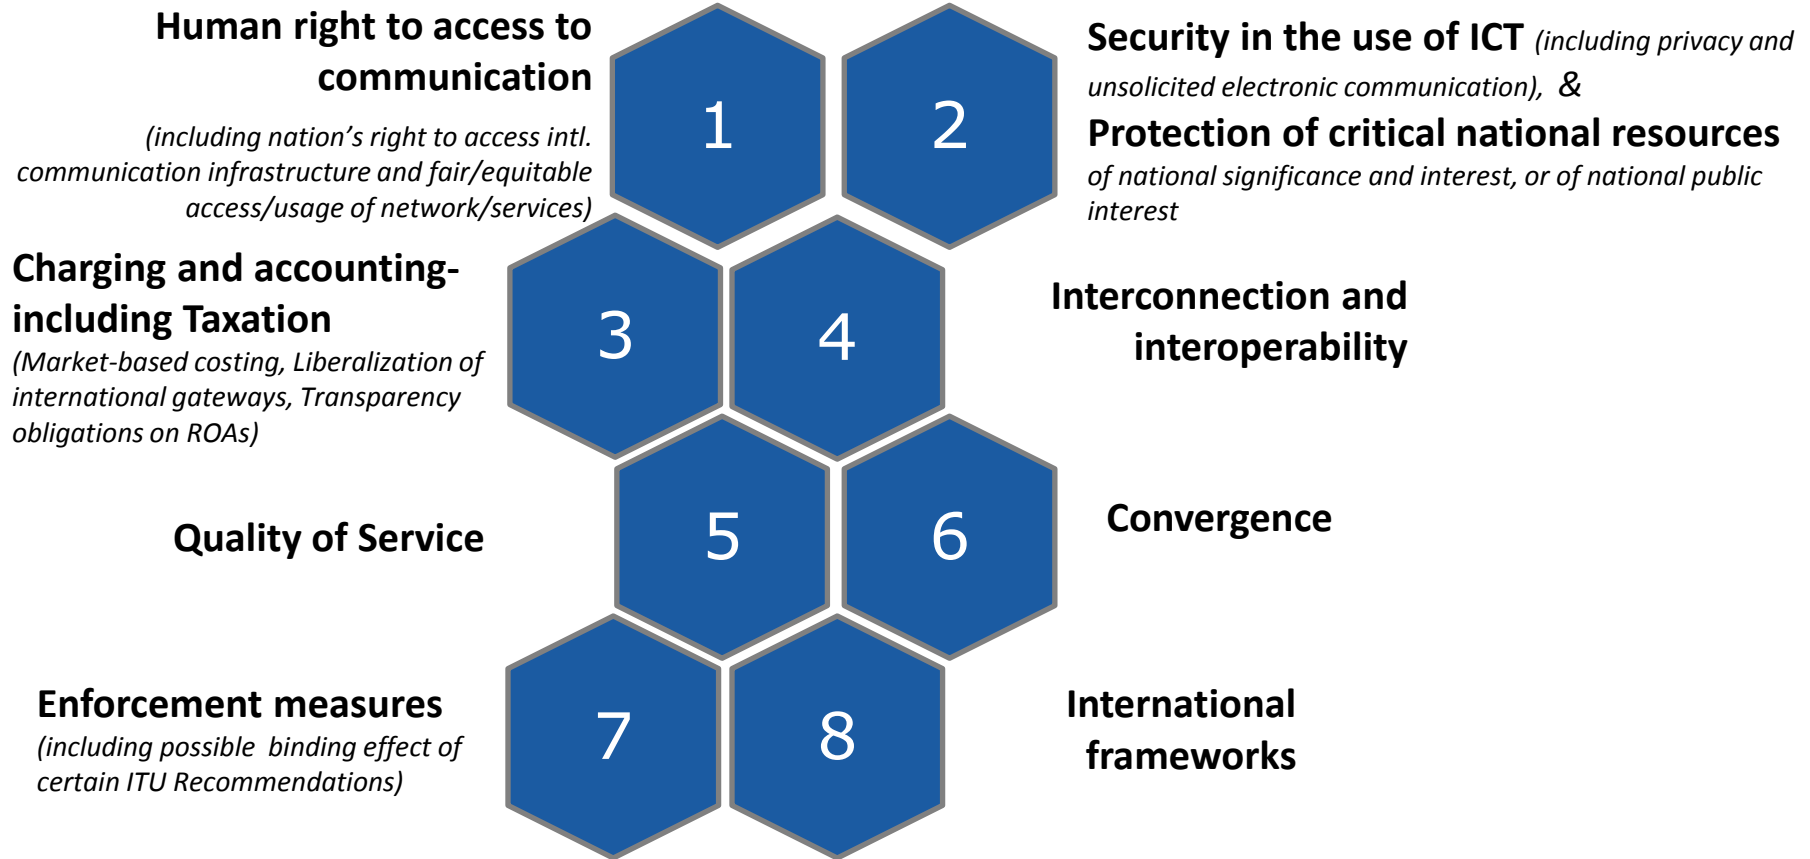 Human right to access to
communication
(including nation’s right to access intl.
communication infrastructure and fair/equitable
access/usage of network/services)
1
2
Security in the use of ICT (including privacy and
unsolicited electronic communication), &
Protection of critical national resources
of national significance and interest, or of national public
interest
Charging and accounting-
including Taxation
(Market-based costing, Liberalization of
international gateways, Transparency
obligations on ROAs)
3
4
Interconnection and
interoperability
Quality of Service
5
6
Convergence
Enforcement measures
(including possible binding effect of
certain ITU Recommendations)
7
8
International
frameworks